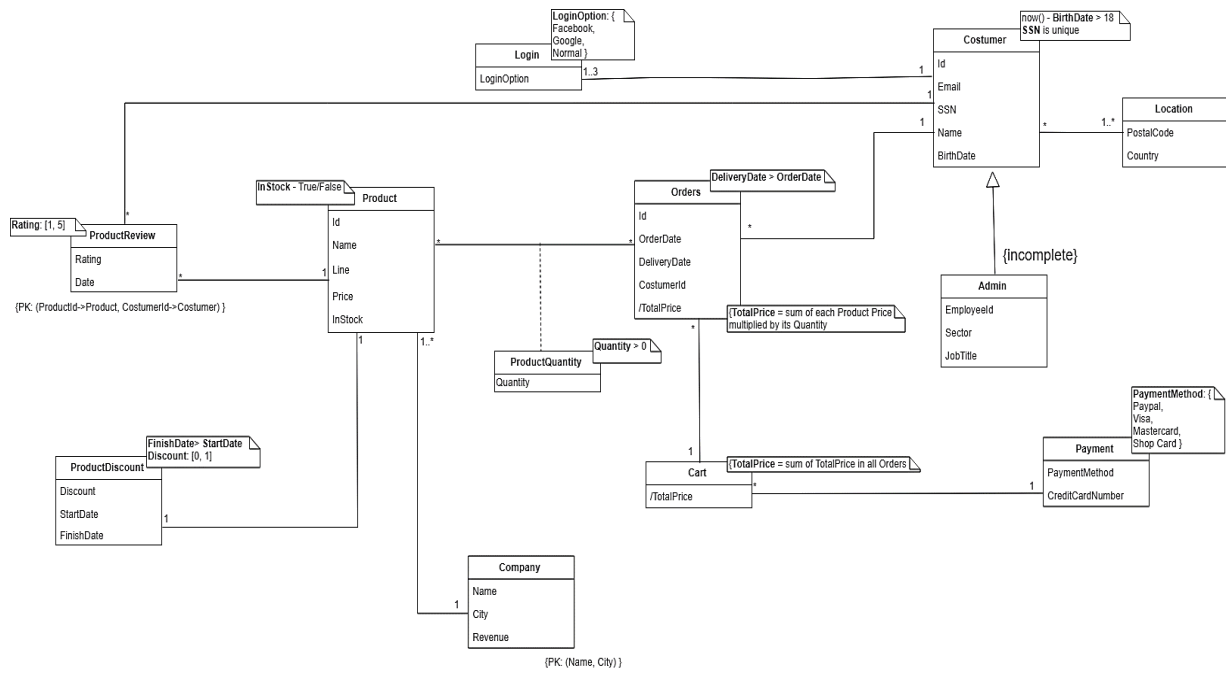 LoginOption: {
Facebook,
Google,
Normal }
Login
LoginOption
1..3
1
now() - BirthDate > 18
SSN is unique
Costumer
Id
Email
SSN
Name
BirthDate
1
1
*
1..*
Location
PostalCode
Country
InStock - True/False
Product
Id
Name
Line
Price
InStock
DeliveryDate > OrderDate
Orders
Id
OrderDate
DeliveryDate
CostumerId
/TotalPrice
*
*
*
{TotalPrice = sum of each Product Price
multiplied by its Quantity
*
Rating: [1, 5]
*
ProductReview
Rating
Date
*
1
{PK: (ProductId->Product, CostumerId->Costumer) }
{incomplete}
Admin
EmployeeId
Sector
JobTitle
1
1..*
Quantity > 0
ProductQuantity
Quantity
FinishDate> StartDate
Discount: [0, 1]
ProductDiscount
Discount
StartDate
FinishDate
1
1
Cart
/TotalPrice
{TotalPrice = sum of TotalPrice in all Orders
*
1
PaymentMethod: {
Paypal,
Visa,
Mastercard,
Shop Card }
Payment
PaymentMethod
CreditCardNumber
1
Company
Name
City
Revenue
{PK: (Name, City) }